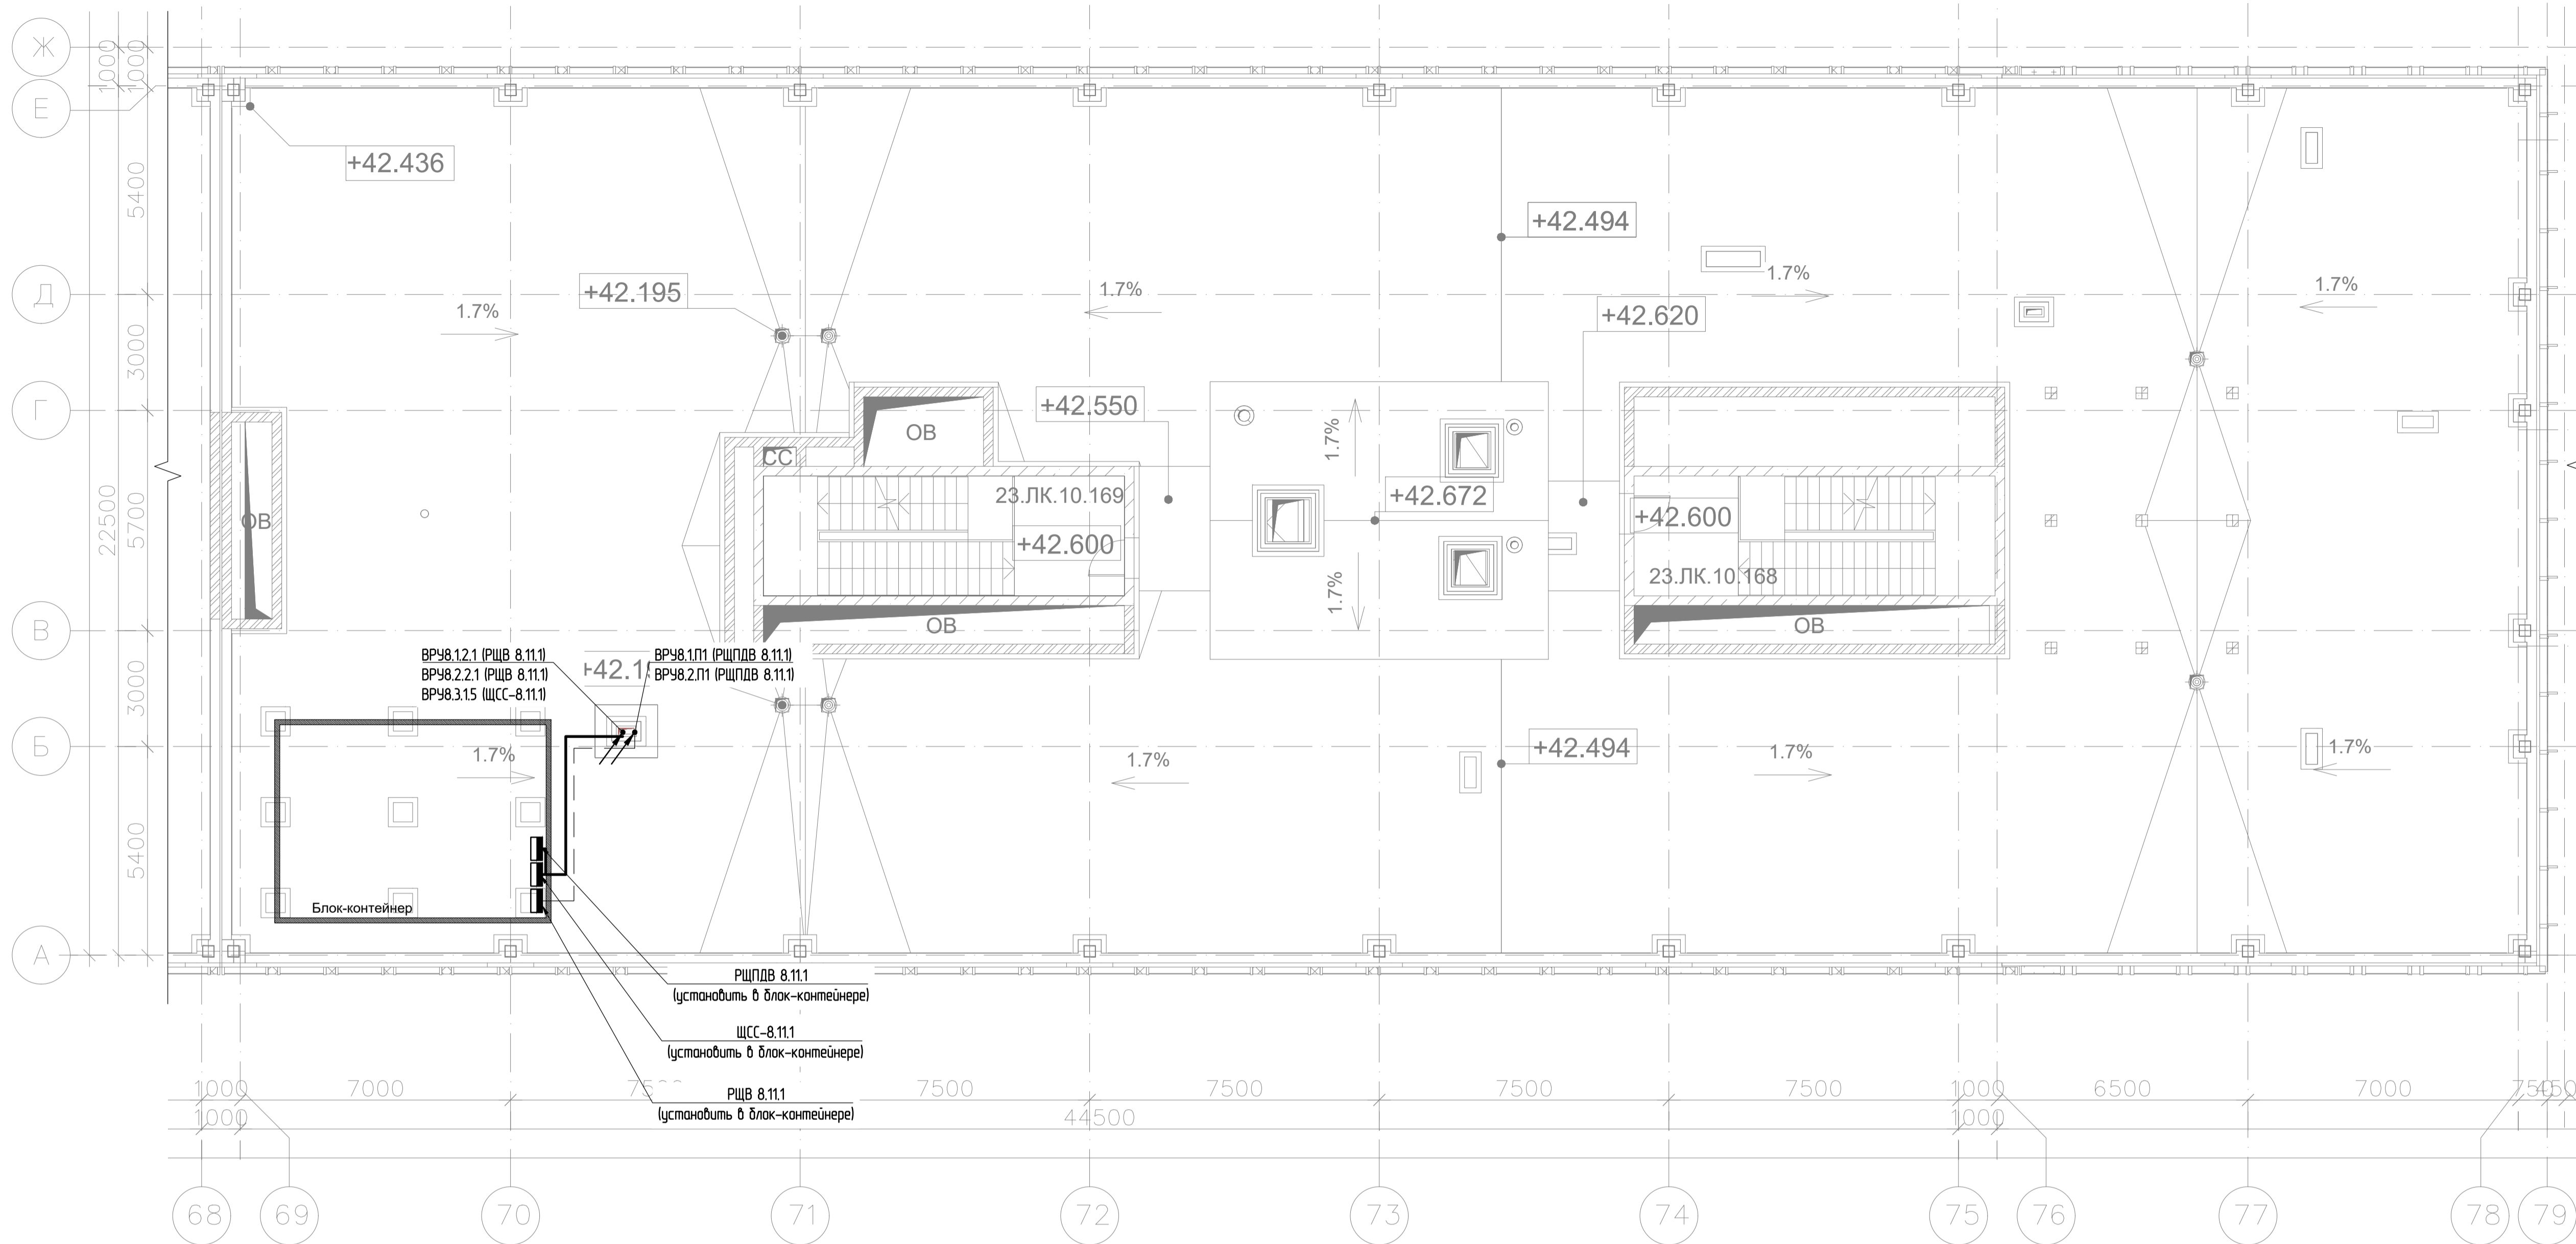 Ж
Е
Д
Г
В
Б
А
1000
1000
5400
3000
5700
22500
3000
5400
+42.436
+42.195
+42.494
+42.620
+42.550
+42.672
+42.600
+42.600
+42.494
1.7%
1.7%
1.7%
1.7%
1.7%
1.7%
1.7%
1.7%
1.7%
1.7%
ОВ
ОВ
СС
ОВ
ОВ
23.ЛК.10.169
23.ЛК.10.168
ВРУ8.1.2.1 (РЩВ 8.11.1)
ВРУ8.2.2.1 (РЩВ 8.11.1)
ВРУ8.3.1.5 (ЩСС-8.11.1)
ВРУ8.1.П1 (РЩПДВ 8.11.1)
ВРУ8.2.П1 (РЩПДВ 8.11.1)
Блок-контейнер
РЩПДВ 8.11.1
(установить в блок-контейнере)
ЩСС-8.11.1
(установить в блок-контейнере)
РЩВ 8.11.1
(установить в блок-контейнере)
1000
7000
7500
7500
7500
7500
1000
6500
7000
1000
44500
1000
68
69
70
71
72
73
74
75
76
77
78
79